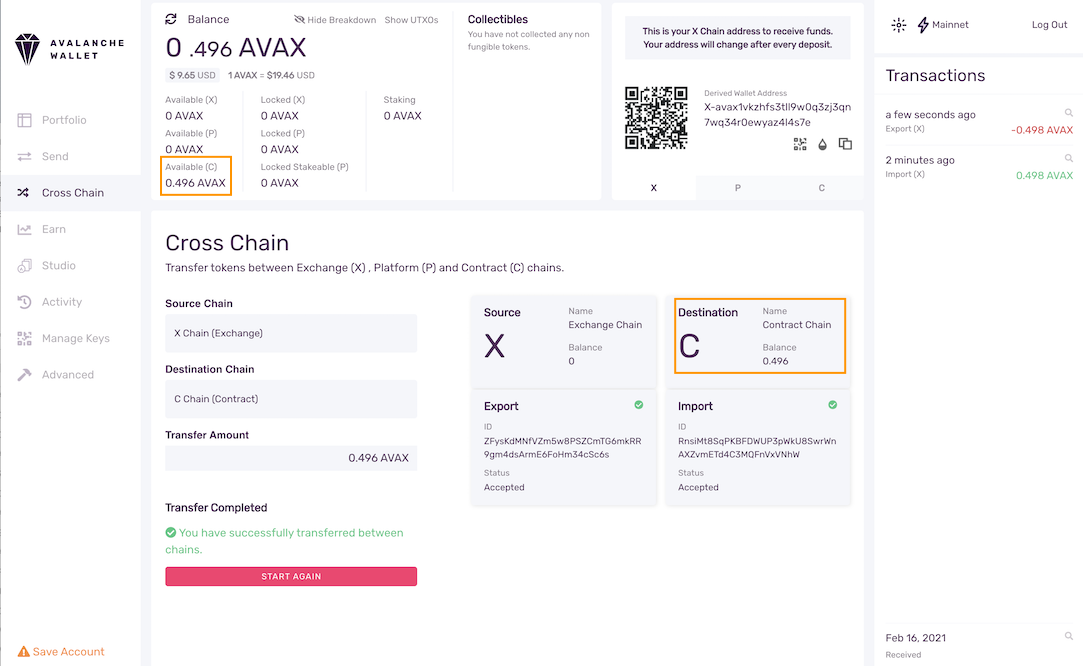 AVALANCHE
WALLET
Portfolio
Send
Cross Chain
Earn
Studio
Activity
Manage Keys
Advanced
Save Account
Balance
Hide Breakdown
Show UTXOs
0 .496 AVAX
$ 9.65 USD
1 AVAX = $19.46 USD
Available (X)
0 AVAX
Available (P)
0 AVAX
Available (C)
0.496 AVAX
Locked (X)
0 AVAX
Locked (P)
0 AVAX
Locked Stakeable (P)
0 AVAX
Staking
0 AVAX
Collectibles
You have not collected any non
fungible tokens.
This is your X Chain address to receive funds.
Your address will change after every deposit.
Derived Wallet Address
X-avax1vkzhfs3tll9w0q3zj3qn
7wq34r0ewyaz4l4s7e
X
P
C
Mainnet
Log Out
Transactions
a few seconds ago
Export (X)
-0.498 AVAX
2 minutes ago
Import (X)
0.498 AVAX
Feb 16, 2021
Received
Cross Chain
Transfer tokens between Exchange (X) , Platform (P) and Contract (C) chains.
Source Chain
X Chain (Exchange)
Destination Chain
C Chain (Contract)
Transfer Amount
0.496 AVAX
Transfer Completed
You have successfully transferred between
chains.
START AGAIN
Source
X
Name
Exchange Chain
Balance
0
Destination
C
Name
Contract Chain
Balance
0.496
Export
ID
ZFysKdMNfVZm5w8PSZCmTG6mkRR
9gm4dsArmE6FoHm34cSc6s
Status
Accepted
Import
ID
RnsiMt8SqPKBFDWUP3pWkU8SwrWn
AXZvmETd4C3MQFnVxVNhW
Status
Accepted